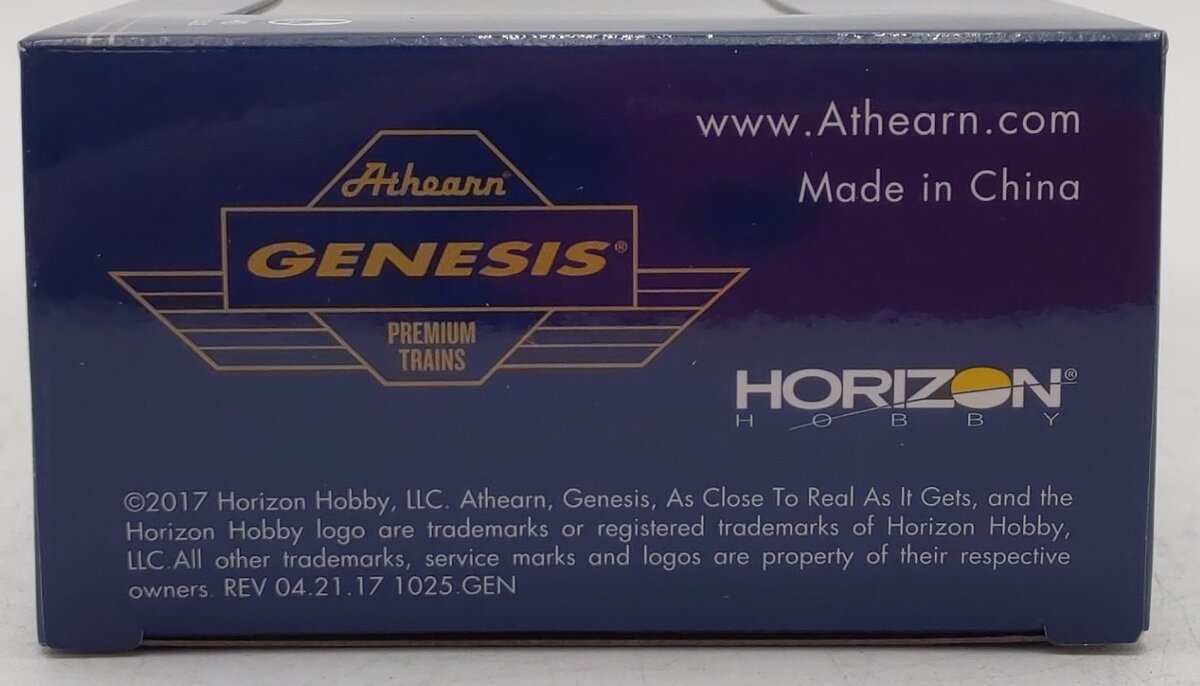 www.Athearn.com
Made in China
Athearn®
GENESIS®
PREMIUM
TRAINS
HORIZON®
HOBBY
©2017 Horizon Hobby, LLC. Athearn, Genesis, As Close To Real As It Gets, and the
Horizon Hobby logo are trademarks or registered trademarks of Horizon Hobby,
LLC.All other trademarks, service marks and logos are property of their respective
owners. REV 04.21.17 1025.GEN